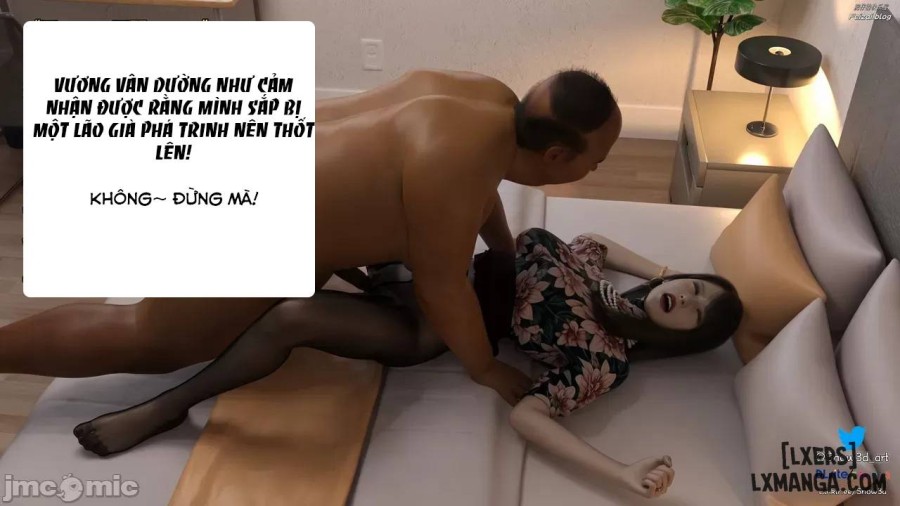 VƯƠNG VÂN DƯỜNG NHƯ CẢM
NHẬN ĐƯỢC RẰNG MÌNH SẮP BỊ
MỘT LÃO GIÀ PHÁ TRINH NÊN THỐT
LÊN!
KHÔNG~ ĐỪNG MÀ!
[LXERS]
LXMANGA.COM
jmcomic